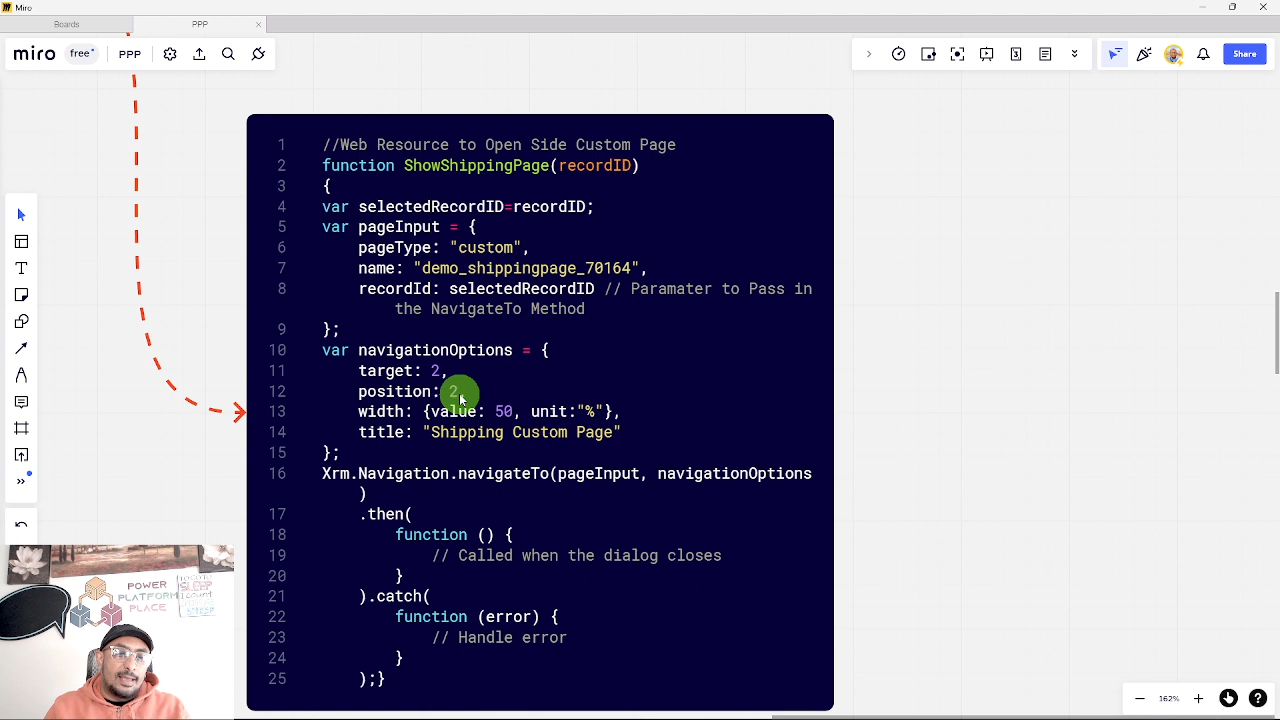 Miro
Boards
PPP
miro free PPP
Share
1 //Web Resource to Open Side Custom Page
2 function ShowShippingPage(recordID)
3 {
4 var selectedRecordID=recordID;
5 var pageInput = {
6 pageType: "custom",
7 name: "demo_shippingpage_70164",
8 recordId: selectedRecordID // Paramater to Pass in
the NavigateTo Method
9 };
10 var navigationOptions = {
11 target: 2,
12 position: 2,
13 width: {value: 50, unit:"%"},
14 title: "Shipping Custom Page"
15 };
16 Xrm.Navigation.navigateTo(pageInput, navigationOptions
)
17 .then(
18 function () {
19 // Called when the dialog closes
20 }
21 ).catch(
22 function (error) {
23 // Handle error
24 }
25 );}
POWER
PLATFORM
PLACE
162%